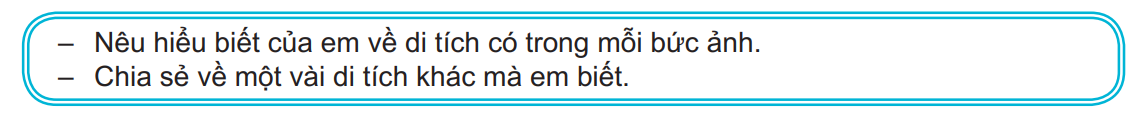 – Nêu hiểu biết của em về di tích có trong mỗi bức ảnh.
– Chia sẻ về một vài di tích khác mà em biết.